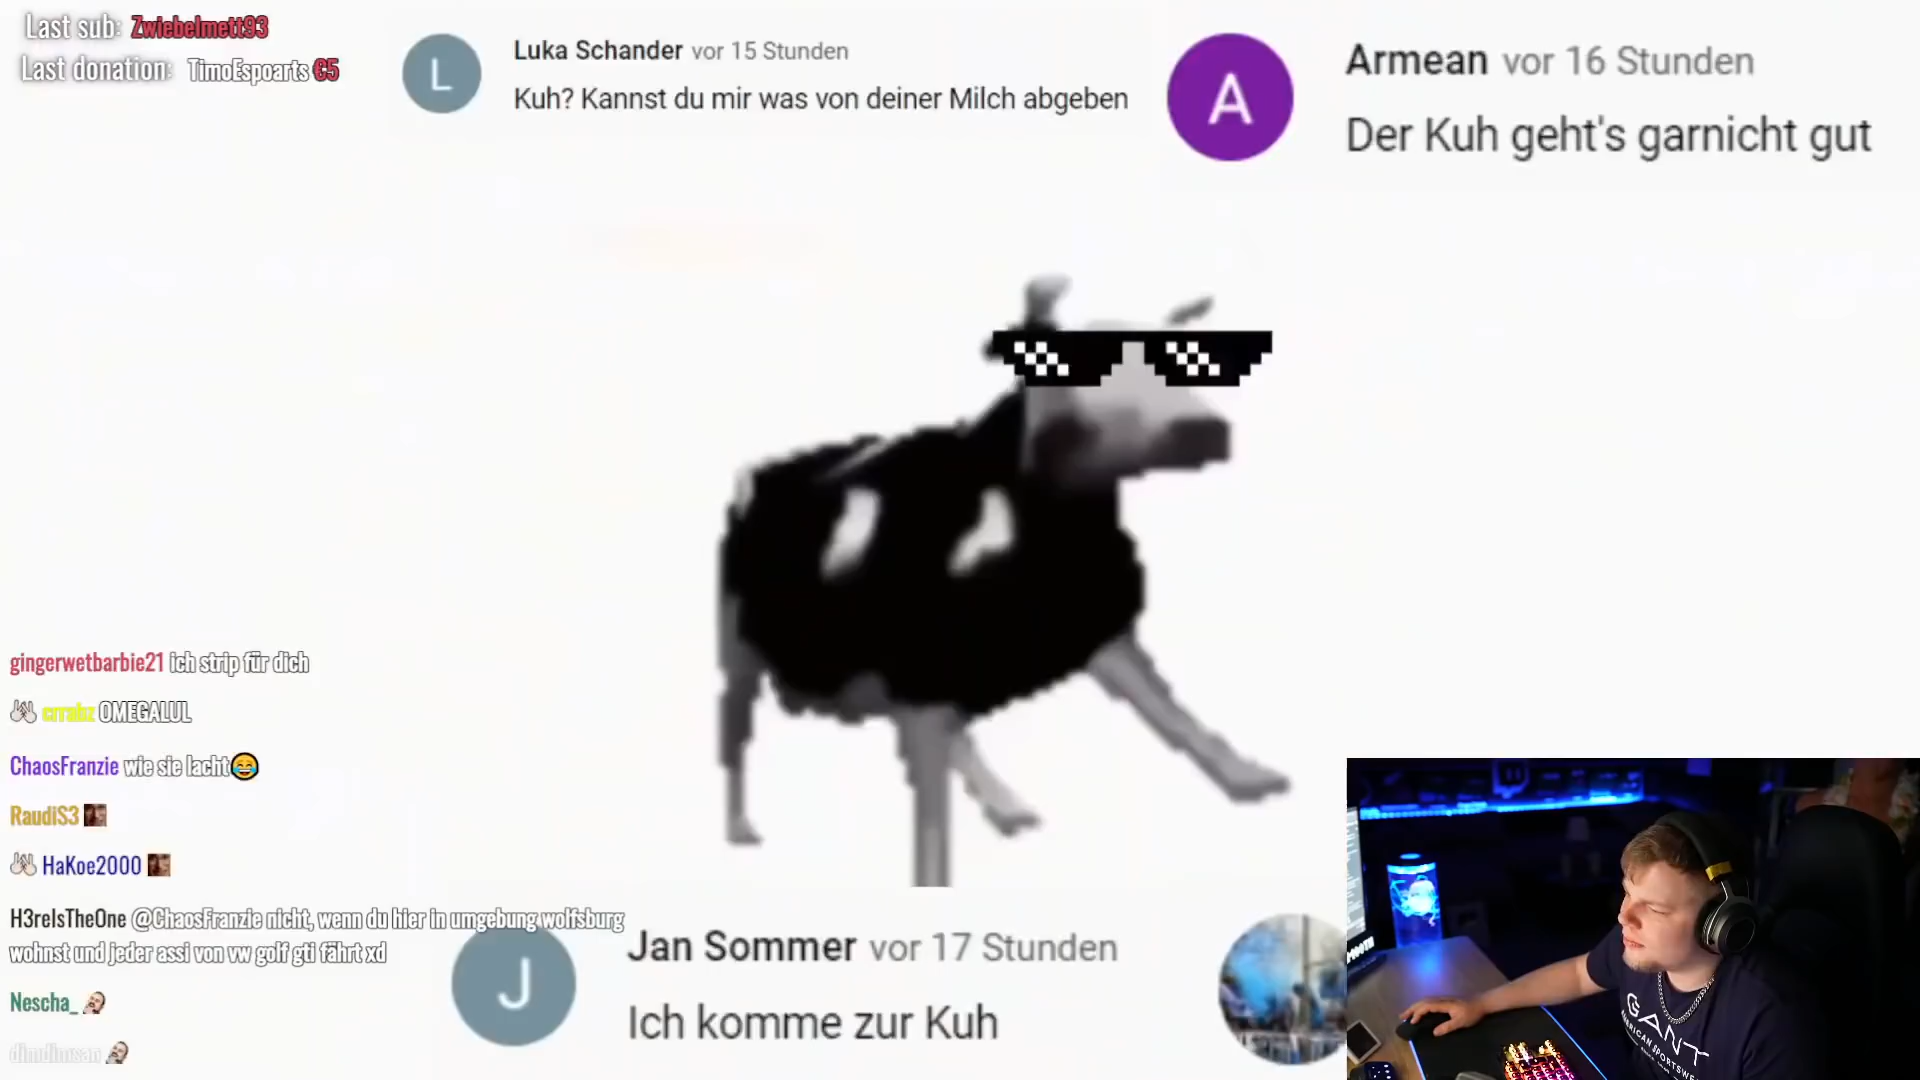 Last sub: Zwiebelmett93
Last donation: TimoEspoarts €5
L
Luka Schander vor 15 Stunden
Kuh? Kannst du mir was von deiner Milch abgeben
A
Armean vor 16 Stunden
Der Kuh geht's garnicht gut
gingerwetbarbie21 ich strip für dich
crrabz OMEGALUL
ChaosFranzie wie sie lacht😂
RaudiS3
HaKoe2000
H3reIsTheOne @ChaosFranzie nicht, wenn du hier in umgebung wolfsburg
wohnst und jeder assi von vw golf gti fährt xd
Nescha_
J
Jan Sommer vor 17 Stunden
Ich komme zur Kuh
GANT